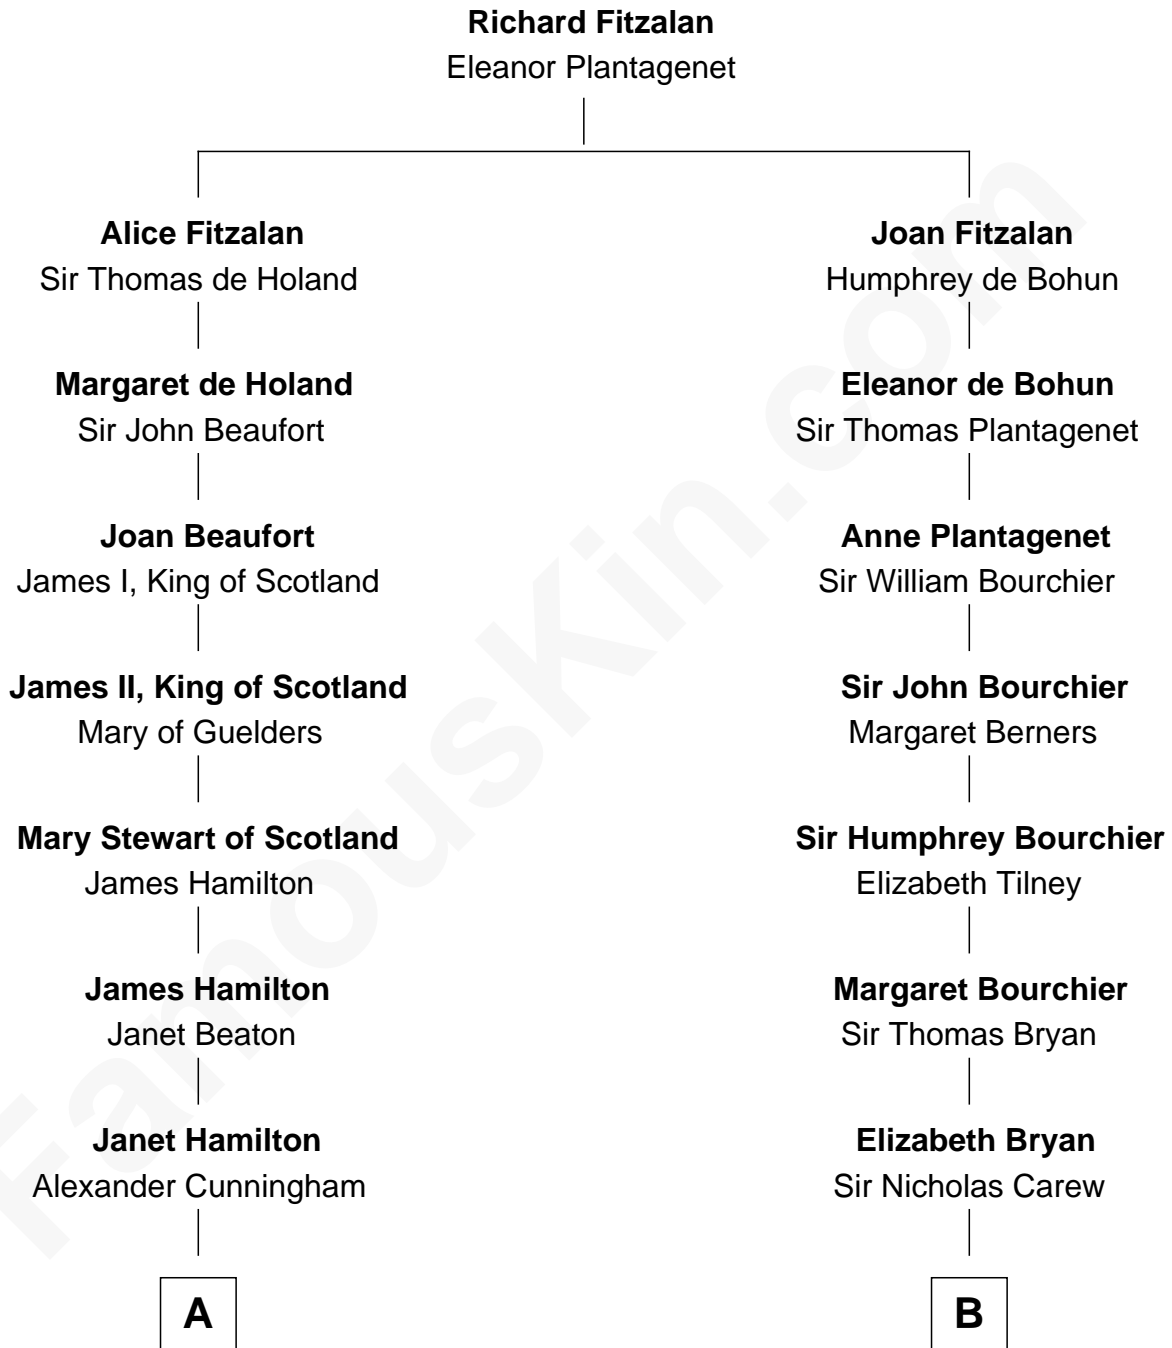 Richard Fitzalan
Eleanor Plantagenet
Alice Fitzalan
Sir Thomas de Holand
Margaret de Holand
Sir John Beaufort
Joan Beaufort
James I, King of Scotland
James II, King of Scotland
Mary of Guelders
Mary Stewart of Scotland
James Hamilton
James Hamilton
Janet Beaton
Janet Hamilton
Alexander Cunningham
A
Joan Fitzalan
Humphrey de Bohun
Eleanor de Bohun
Sir Thomas Plantagenet
Anne Plantagenet
Sir William Bourchier
Sir John Bourchier
Margaret Berners
Sir Humphrey Bourchier
Elizabeth Tilney
Margaret Bourchier
Sir Thomas Bryan
Elizabeth Bryan
Sir Nicholas Carew
B
FamousKin.com